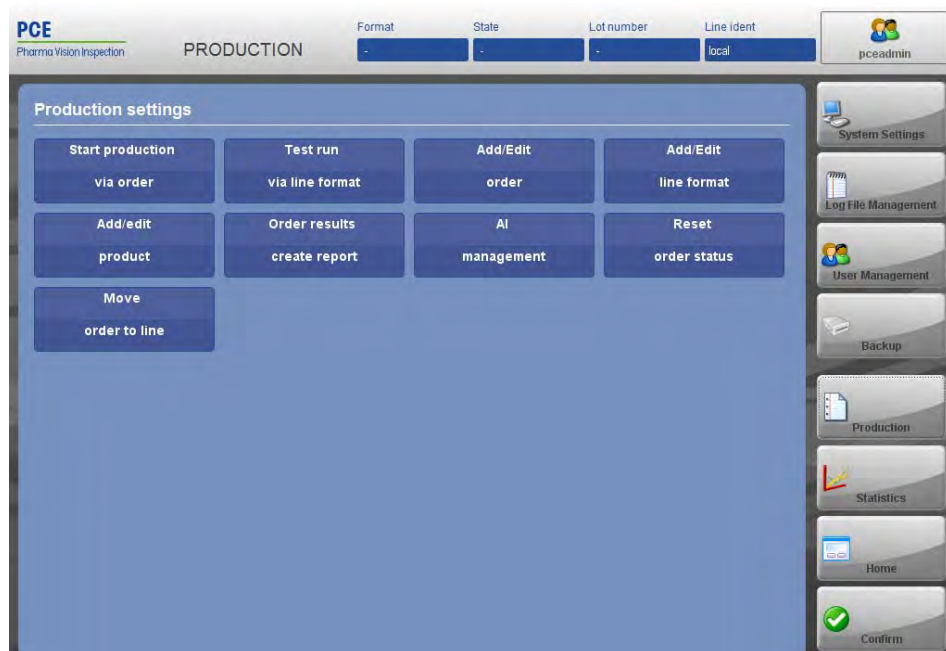 PCE
Pharma Vision Inspection
PRODUCTION
Format
-
State
-
Lot number
-
Line ident
local
pceadmin
Production settings
Start production
via order
Test run
via line format
Add/Edit
order
Add/Edit
line format
Add/edit
product
Order results
create report
AI
management
Reset
order status
Move
order to line
System Settings
Log File Management
User Management
Backup
Production
Statistics
Home
Confirm